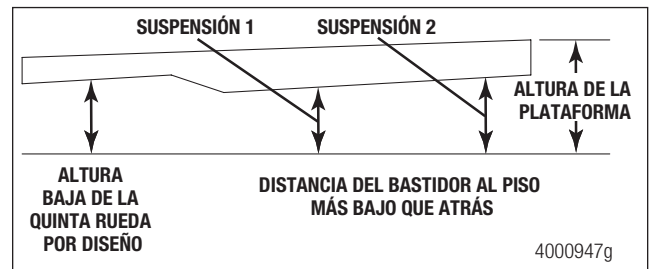 SUSPENSIÓN 1
SUSPENSIÓN 2
ALTURA DE LA
PLATAFORMA
ALTURA
BAJA DE LA
QUINTA RUEDA
POR DISEÑO
DISTANCIA DEL BASTIDOR AL PISO
MÁS BAJO QUE ATRÁS
4000947g